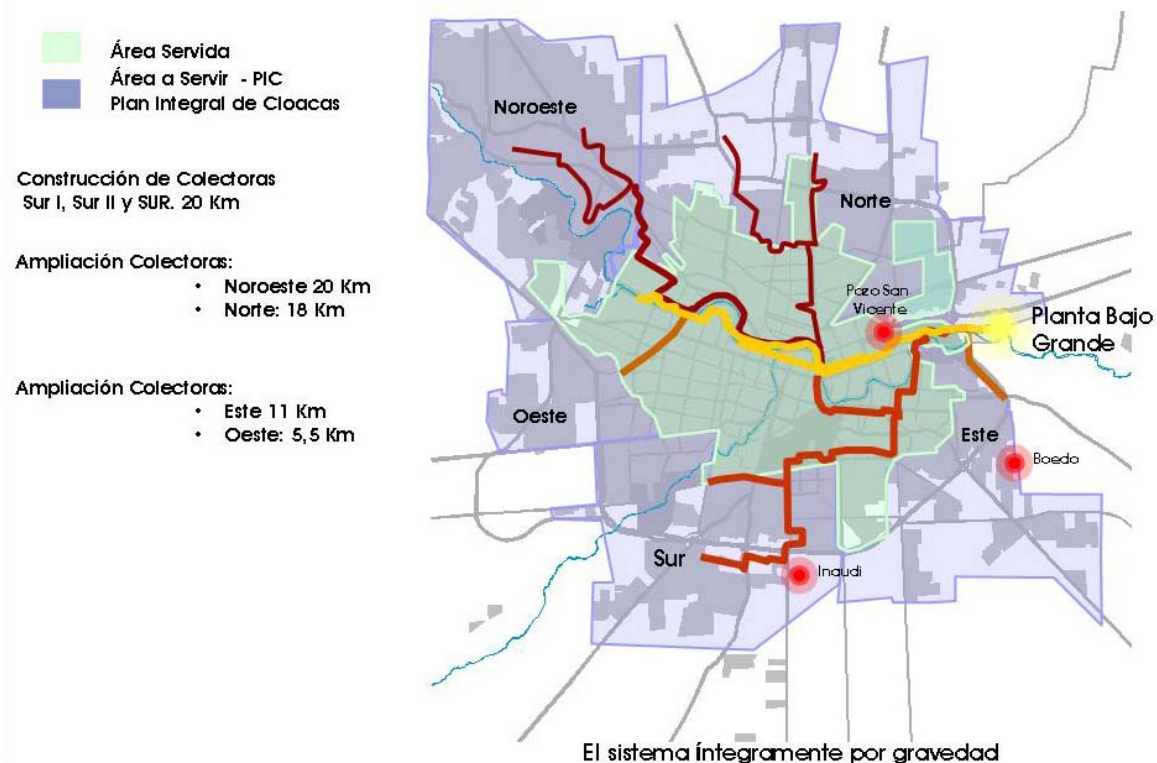 Área Servida
Área a Servir - PIC
Plan Integral de Cloacas
Construcción de Colectoras
Sur I, Sur II y SUR. 20 Km
Ampliación Colectoras:
• Noroeste 20 Km
• Norte: 18 Km
Ampliación Colectoras:
• Este 11 Km
• Oeste: 5,5 Km
Noroeste
Norte
Pozo San
Vicente
Planta Bajo
Grande
Oeste
Este
Boedo
Sur
Inaudi
El sistema íntegramente por gravedad